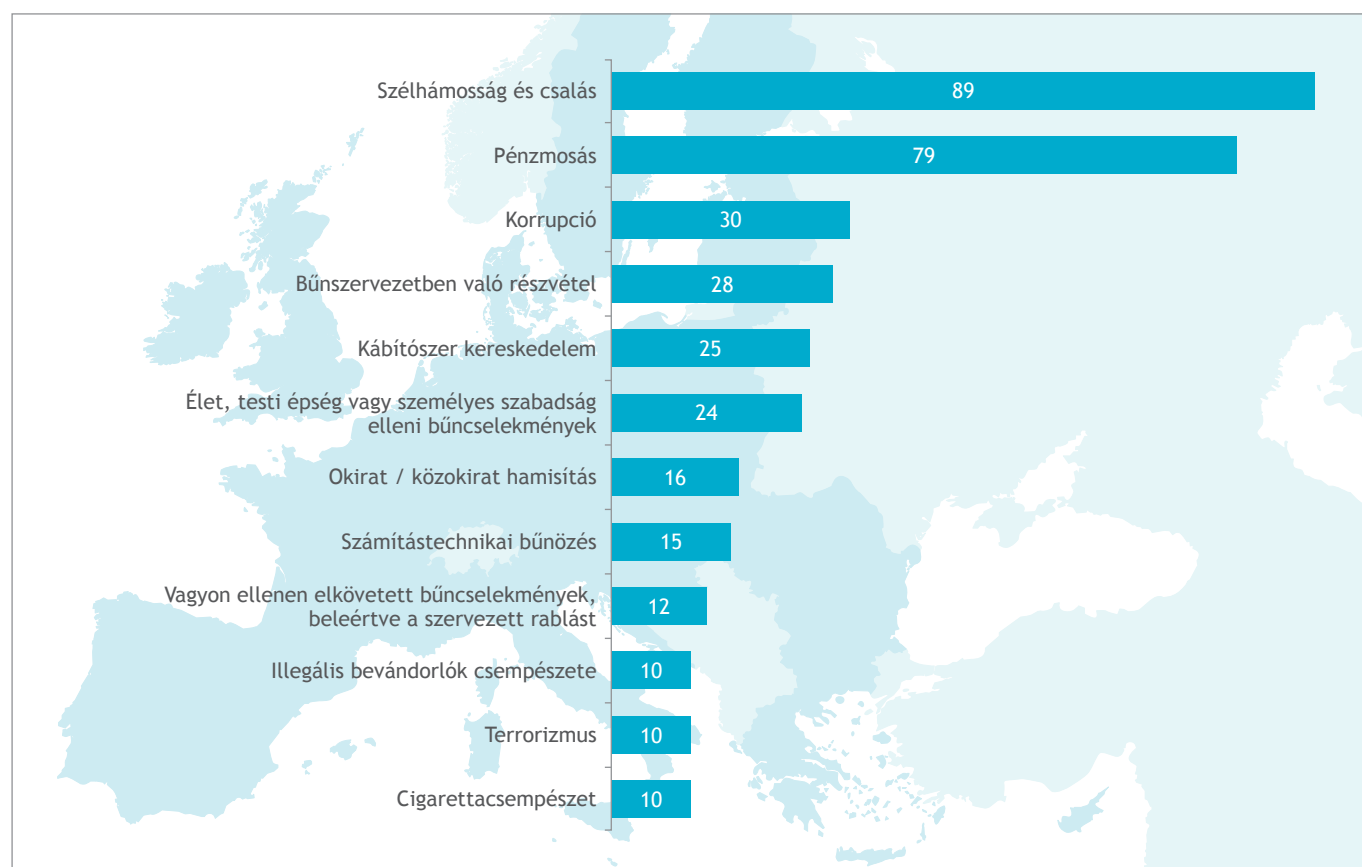 Szélhámosság és csalás
89
Pénzmosás
79
Korrupció
30
Bűnszervezetben való részvétel
28
Kábítószer kereskedelem
25
Élet, testi épség vagy személyes szabadság
elleni bűncselekmények
24
Okirat / közokirat hamisítás
16
Számítástechnikai bűnözés
15
Vagyon ellenen elkövetett bűncselekmények,
beleértve a szervezett rablást
12
Illegális bevándorlók csempészete
10
Terrorizmus
10
Cigarettacsempészet
10